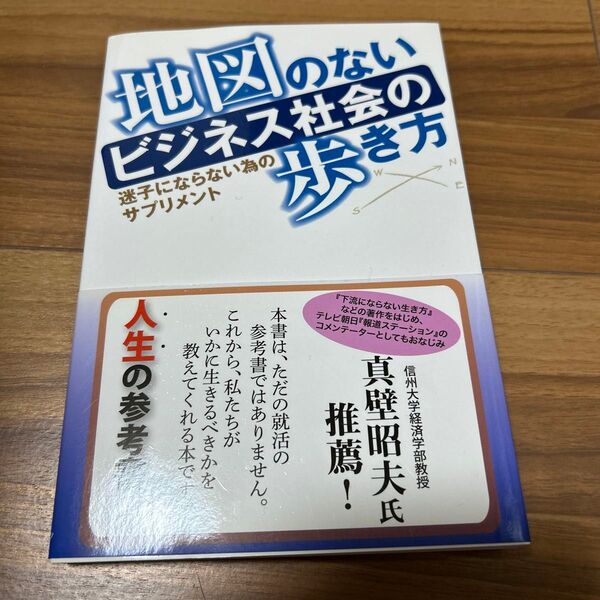 地図のない
ビジネス社会の
歩き方
迷子にならない為の
サプリメント
W
N
S
E
『下流にならない生き方』
などの著作をはじめ、
テレビ朝日『報道ステーション』の
コメンテーターとしてもおなじみ
信州大学経済学部教授
真壁昭夫氏
推薦！
本書は、ただの就活の
参考書ではありません。
これから、私たちが
いかに生きるべきかを
教えてくれる本です
人生の参考